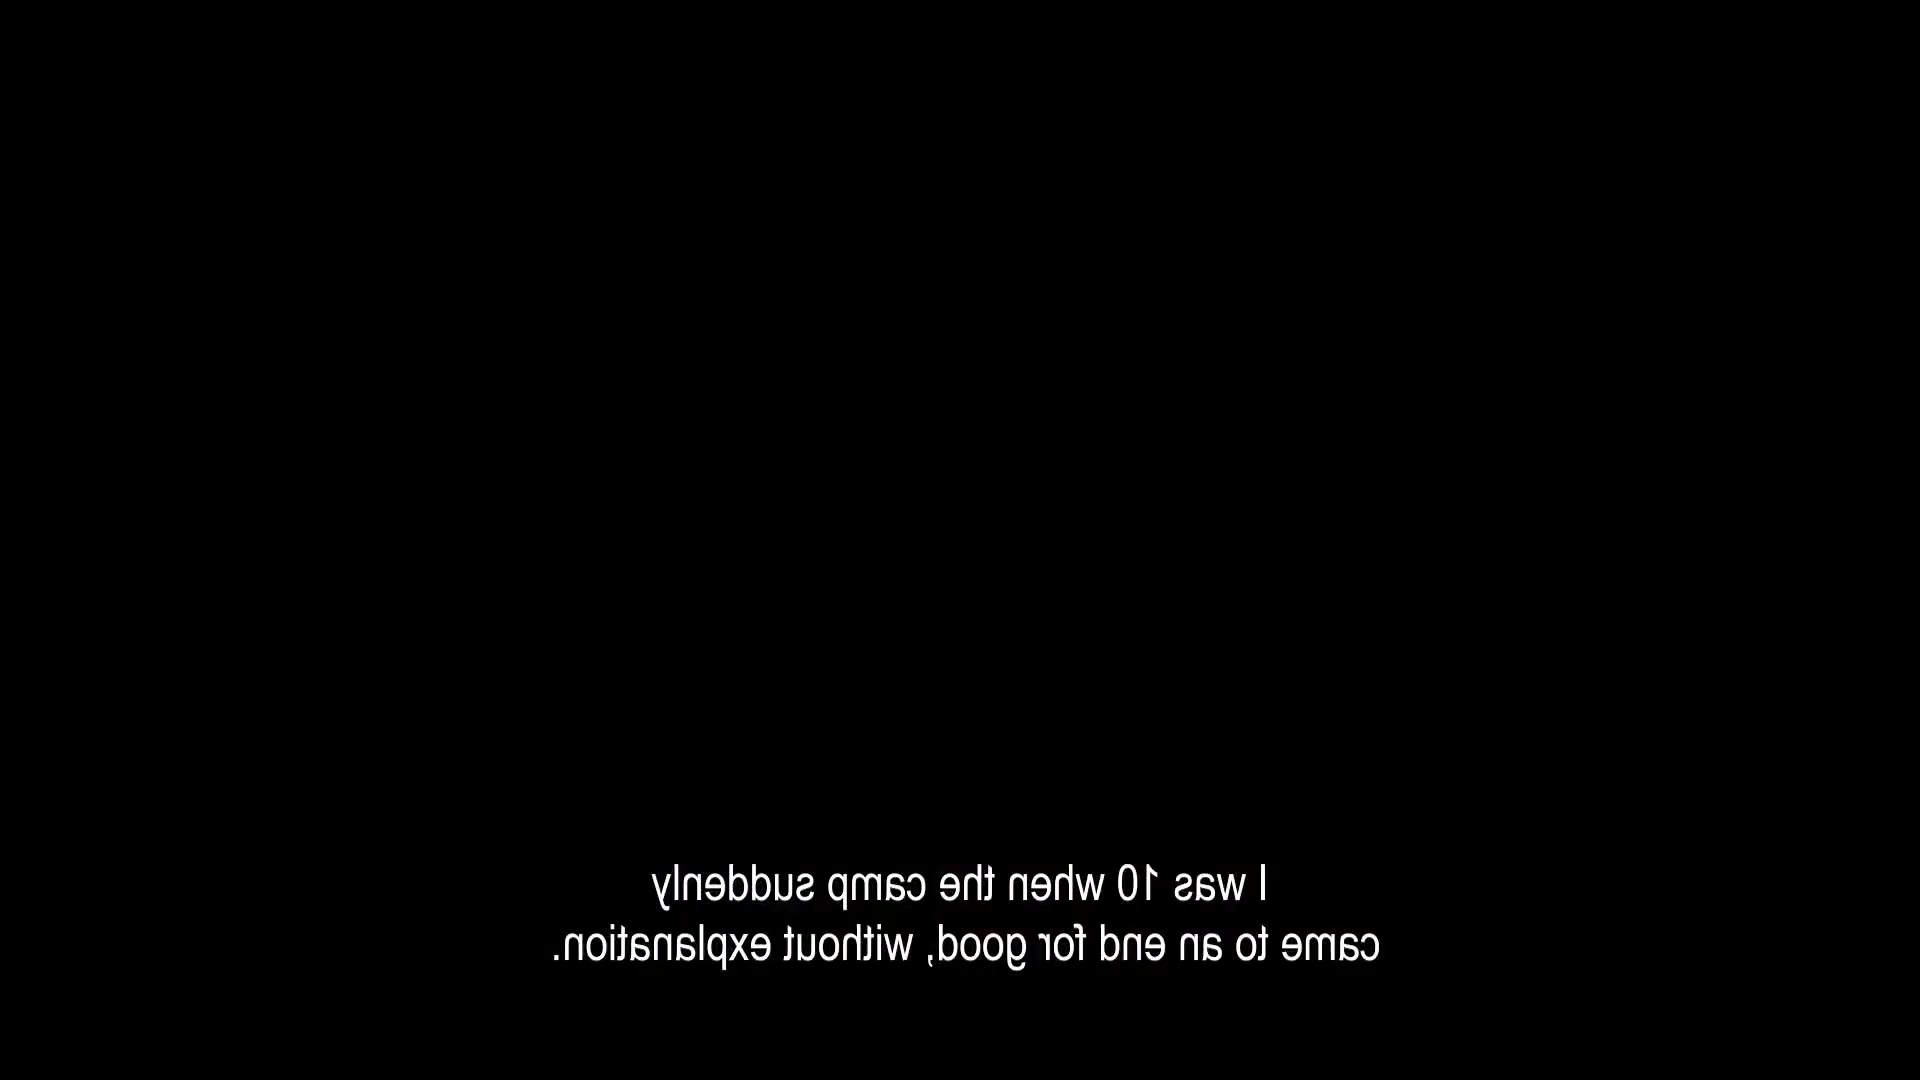 I was 10 when the camp suddenly
came to an end for good, without explanation.